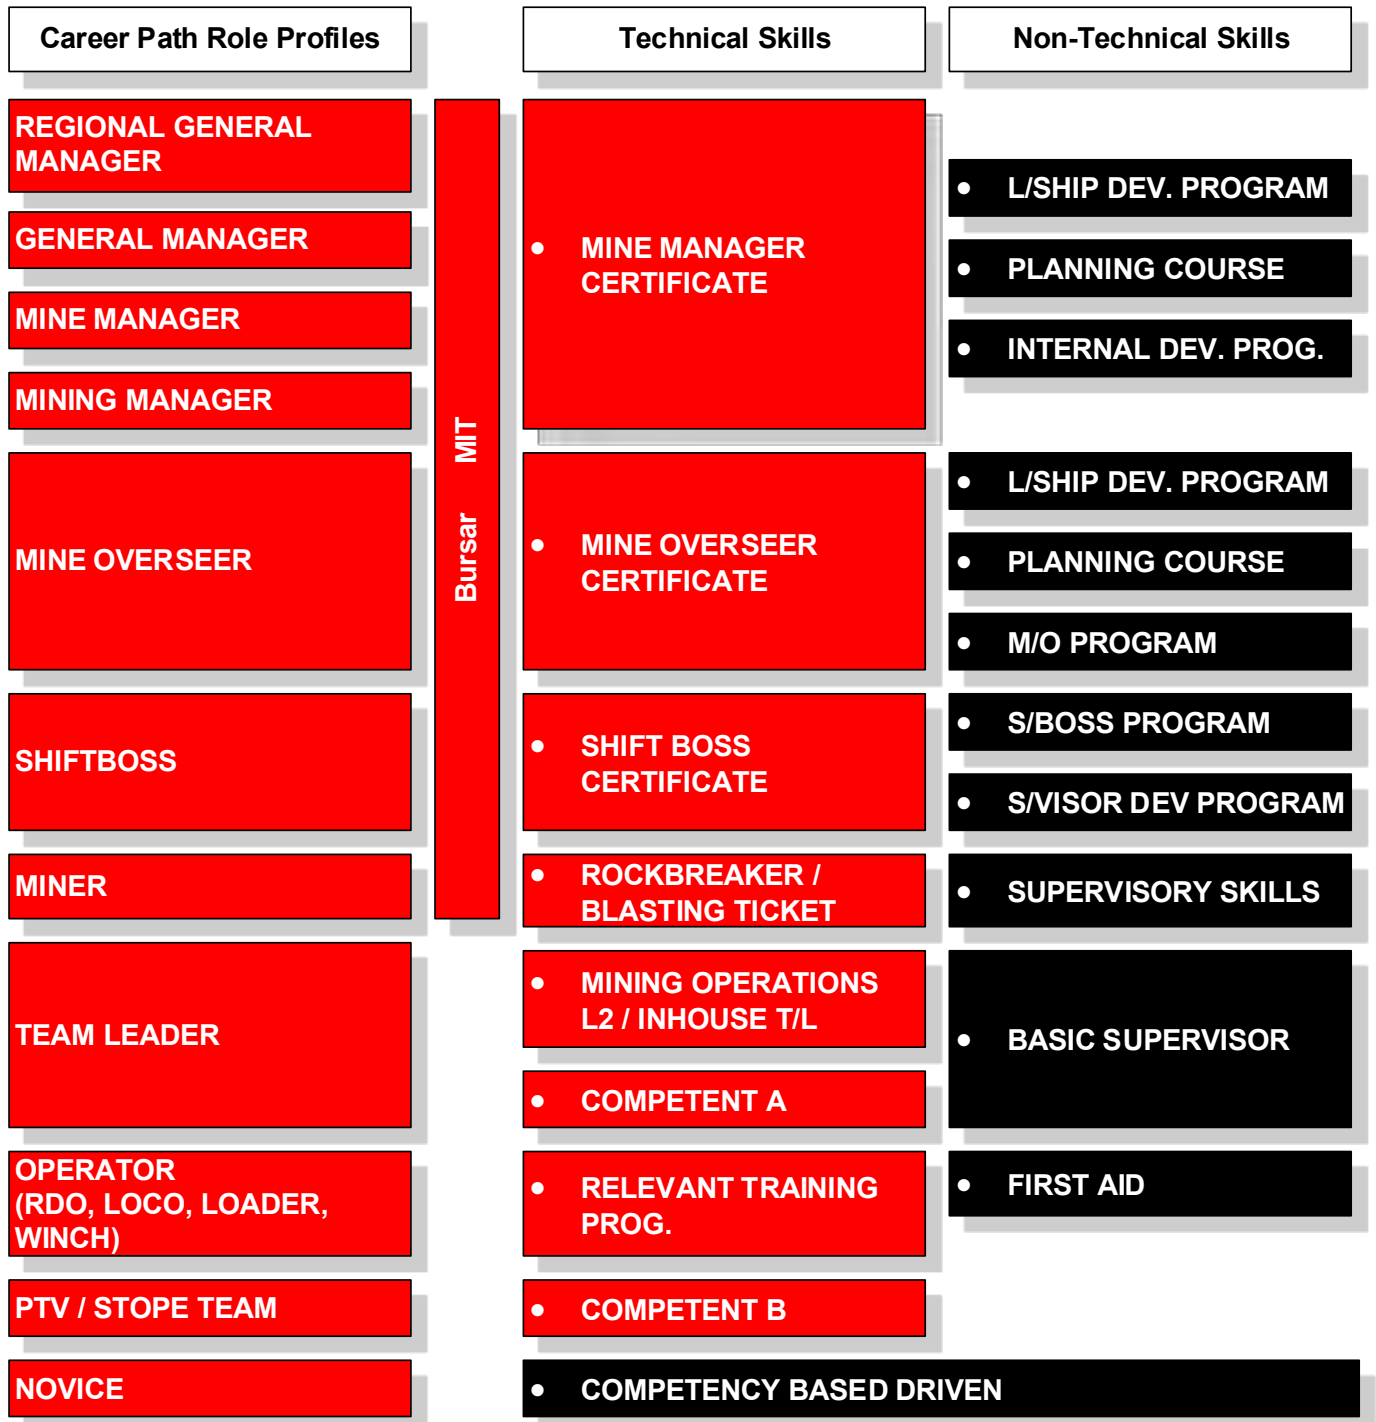 Career Path Role Profiles
Technical Skills
Non-Technical Skills
REGIONAL GENERAL
MANAGER
GENERAL MANAGER
MINE MANAGER
MINING MANAGER
MINE OVERSEER
SHIFTBOSS
MINER
TEAM LEADER
OPERATOR
(RDO, LOCO, LOADER,
WINCH)
PTV / STOPE TEAM
NOVICE
Bursar MIT
• MINE MANAGER
CERTIFICATE
• MINE OVERSEER
CERTIFICATE
• SHIFT BOSS
CERTIFICATE
• ROCKBREAKER /
BLASTING TICKET
• MINING OPERATIONS
L2 / INHOUSE T/L
• COMPETENT A
• RELEVANT TRAINING
PROG.
• COMPETENT B
• COMPETENCY BASED DRIVEN
• L/SHIP DEV. PROGRAM
• PLANNING COURSE
• INTERNAL DEV. PROG.
• L/SHIP DEV. PROGRAM
• PLANNING COURSE
• M/O PROGRAM
• S/BOSS PROGRAM
• S/VISOR DEV PROGRAM
• SUPERVISORY SKILLS
• BASIC SUPERVISOR
• FIRST AID